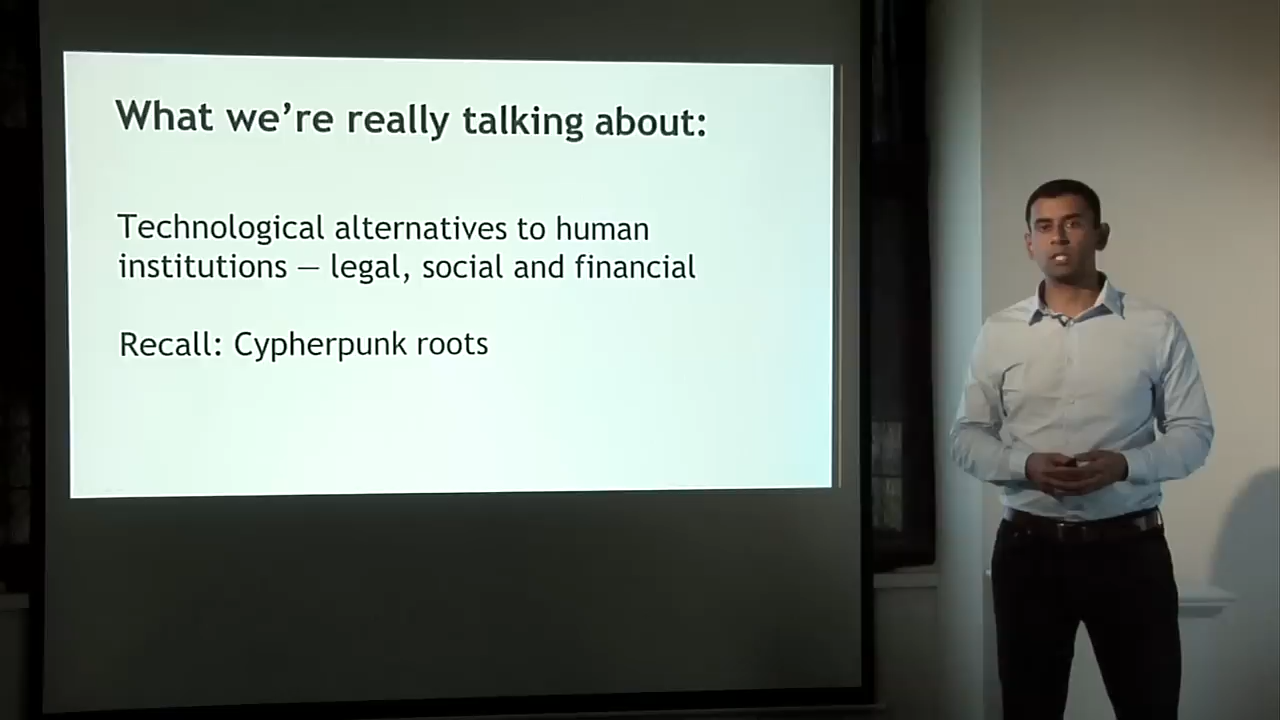 What we’re really talking about:
Technological alternatives to human
institutions — legal, social and financial
Recall: Cypherpunk roots